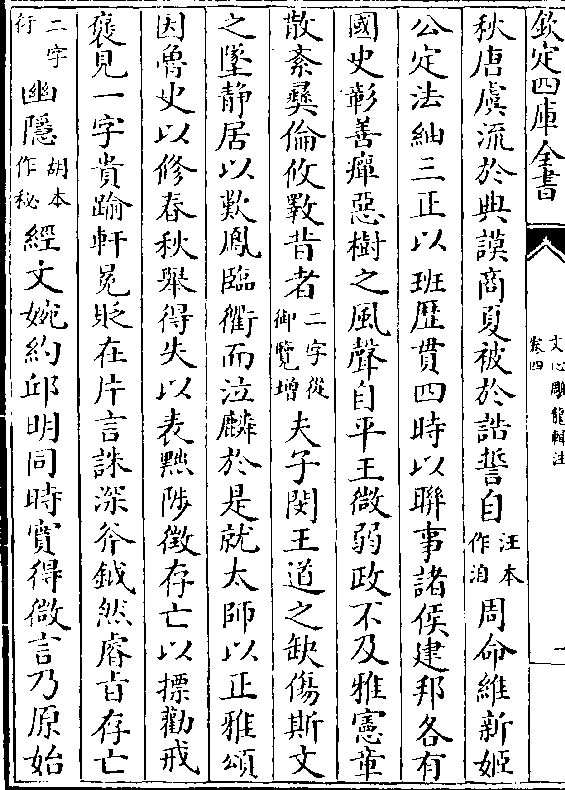 欽定四庫全書
文心雕龍輯注
卷四
一
秋唐虞流於典謨商夏被於誥誓自汪本作洎周命維新姬
公定法紬三正以班歷貫四時以聯事諸侯建邦各有
國史彰善癉惡樹之風聲自平王微弱政不及雅憲章
散紊彝倫攸斁昔者二字從御覽增夫子閔王道之缺傷斯文
之墜静居以歎鳳臨衢而泣麟於是就太師以正雅頌
因魯史以修春秋舉得失以表黜陟徵存亡以摽勸戒
褒見一字貴踰軒冕貶在片言誅深斧鉞然睿旨存亡
二字行幽隱胡本作秘經文婉約邱明同時實得微言乃原始